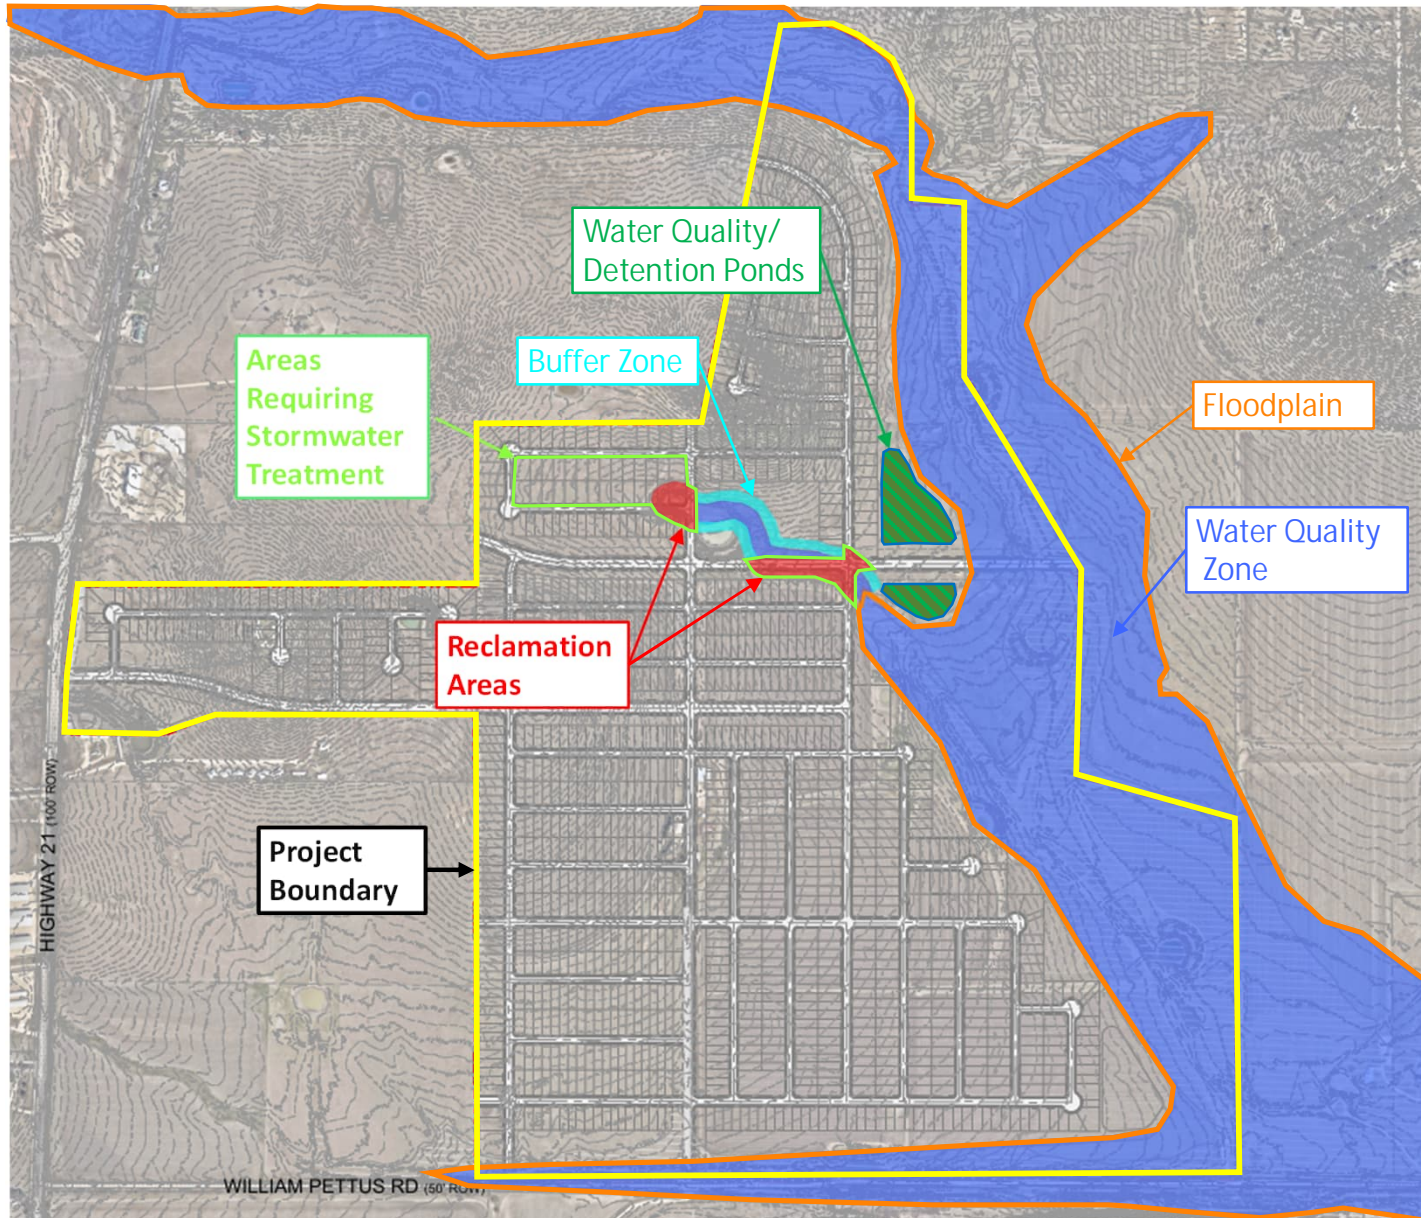 Water Quality/
Detention Ponds
Areas
Requiring
Stormwater
Treatment
Buffer Zone
Floodplain
Water Quality
Zone
Reclamation
Areas
Project
Boundary
HIGHWAY 21 (100' ROW)
WILLIAM PETTUS RD (50' ROW)